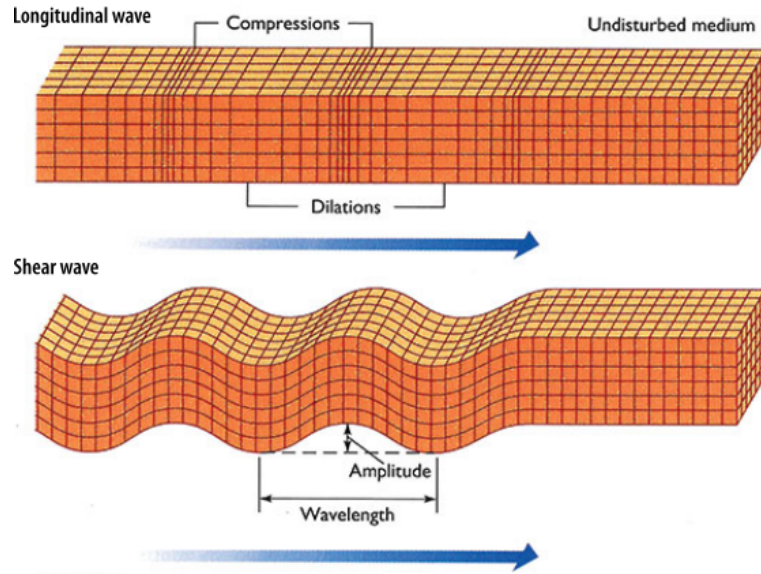 Longitudinal wave
Compressions
Undisturbed medium
Dilations
Shear wave
Amplitude
Wavelength